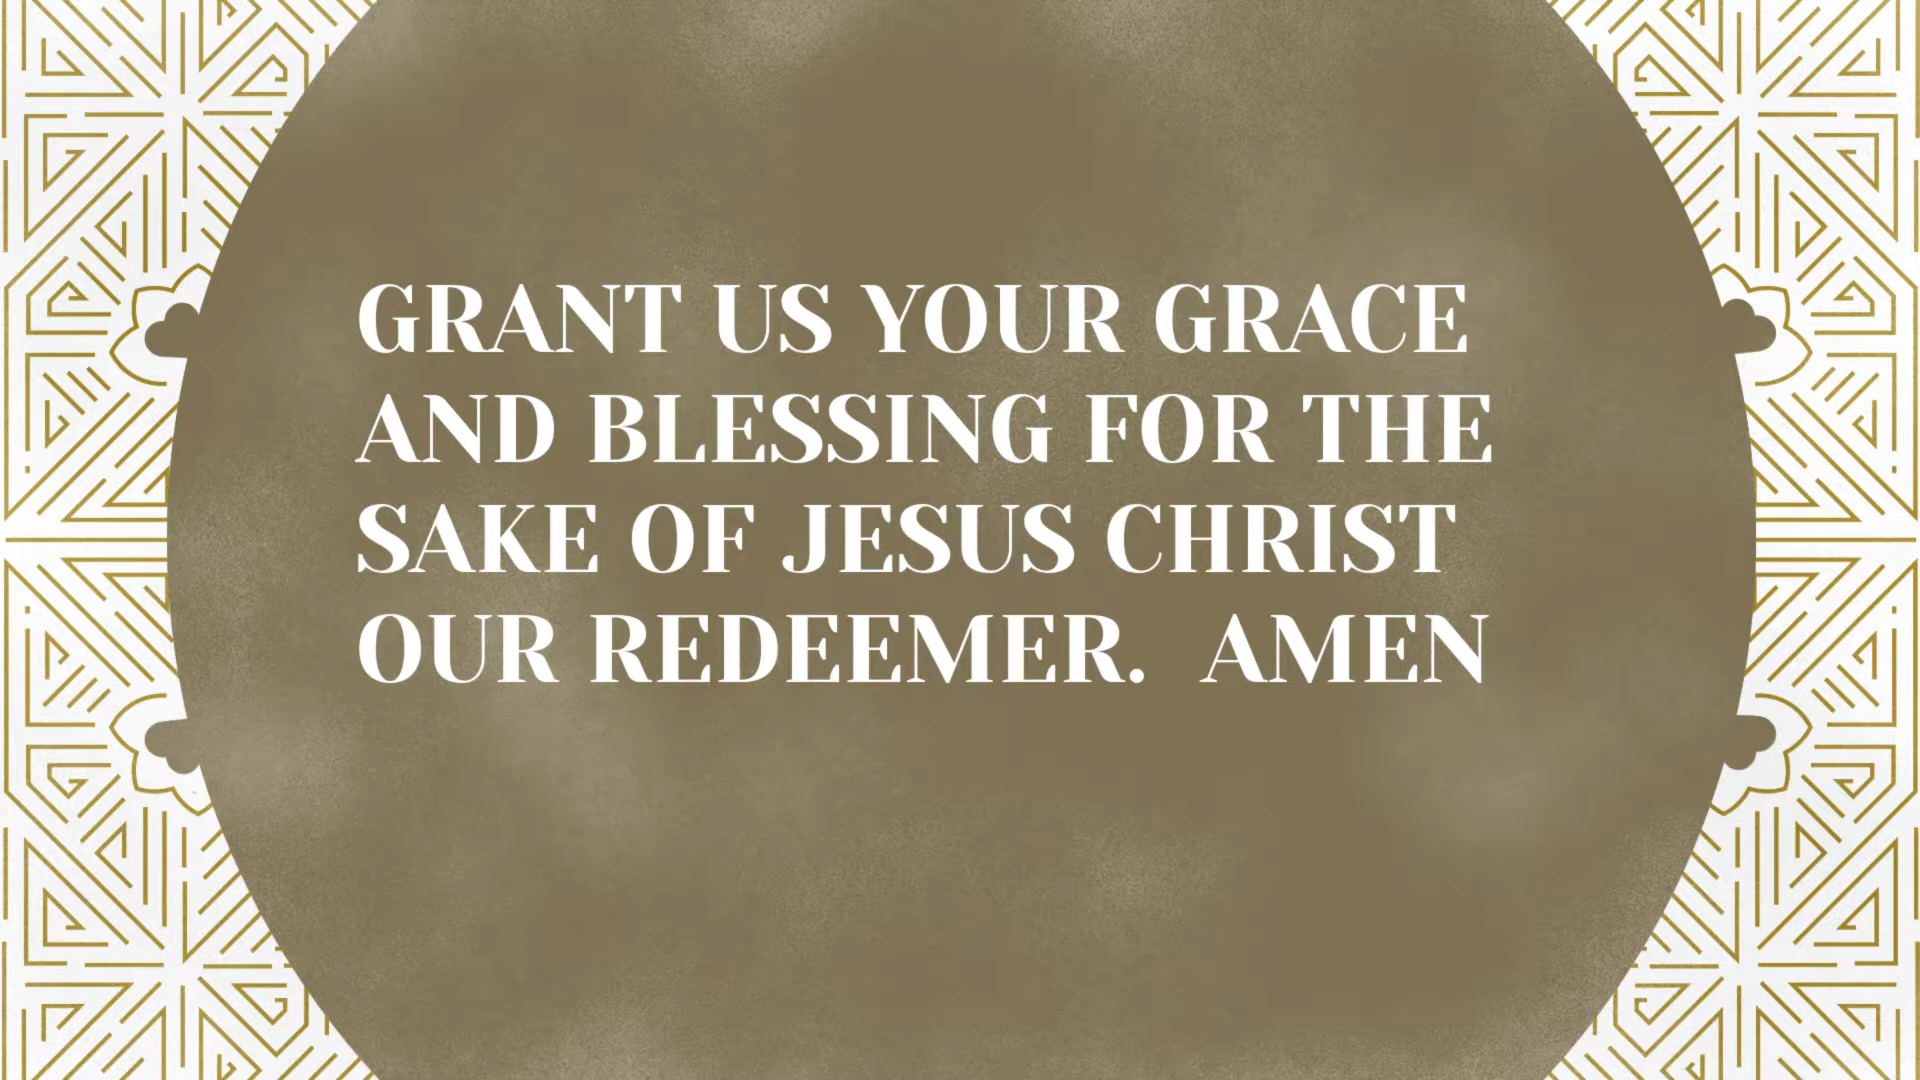 GRANT US YOUR GRACE
AND BLESSING FOR THE
SAKE OF JESUS CHRIST
OUR REDEEMER.  AMEN